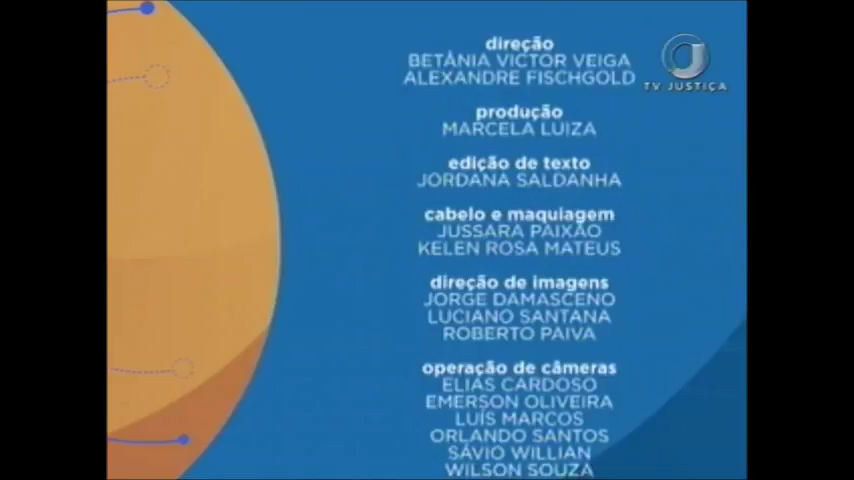 direção
BETÂNIA VICTOR VEIGA
ALEXANDRE FISCHGOLD
TV JUSTIÇA
produção
MARCELA LUIZA
edição de texto
JORDANA SALDANHA
cabelo e maquiagem
JUSSARA PAIXÃO
KELEN ROSA MATEUS
direção de imagens
JORGE DAMASCENO
LUCIANO SANTANA
ROBERTO PAIVA
operação de câmeras
ELIAS CARDOSO
EMERSON OLIVEIRA
LUÍS MARCOS
ORLANDO SANTOS
SÁVIO WILLIAN
WILSON SOUZA